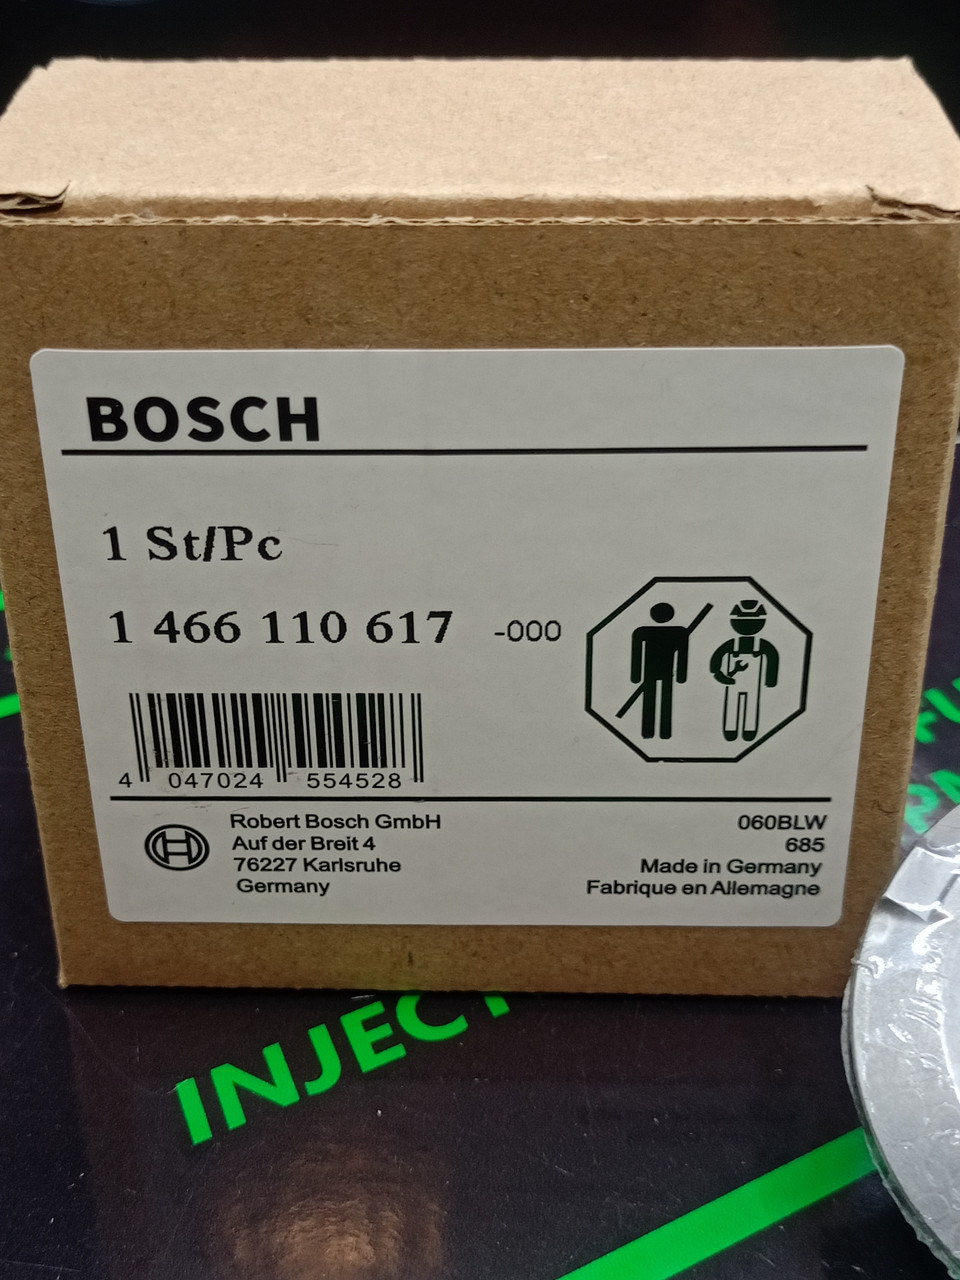 BOSCH
1 St/Pc
1 466 110 617 -000
4 047024 554528
Robert Bosch GmbH
Auf der Breit 4
76227 Karlsruhe
Germany
060BLW
685
Made in Germany
Fabrique en Allemagne
INJECT